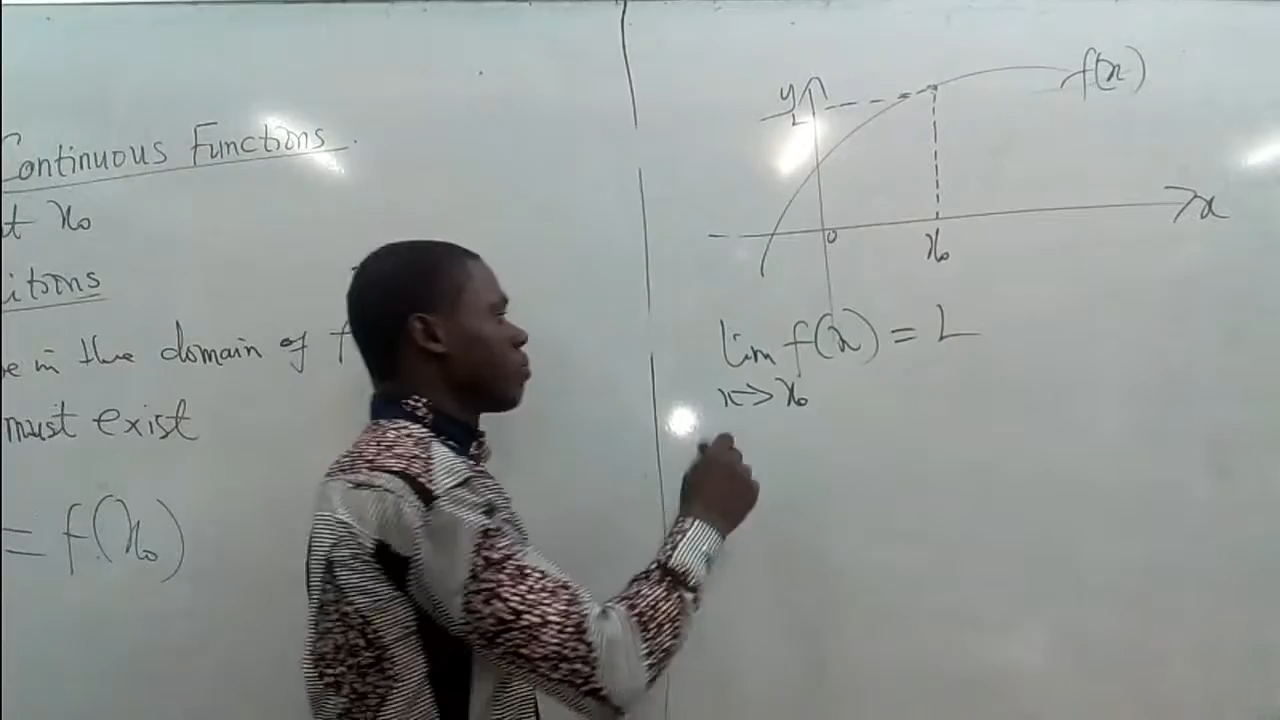 Continuous Functions.
t x₀
itions
e in the domain of f
must exist
= f(x₀)
y
L
f(x)
0
x₀
x
lim f(x) = L
x→x₀